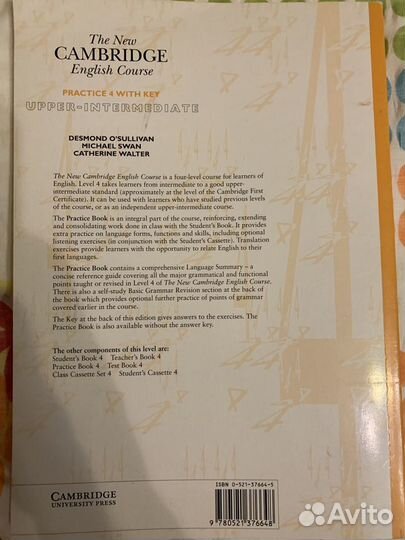 The New
CAMBRIDGE
English Course
PRACTICE 4 WITH KEY
UPPER-INTERMEDIATE
DESMOND O'SULLIVAN
MICHAEL SWAN
CATHERINE WALTER
The New Cambridge English Course is a four-level course for learners of
English. Level 4 takes learners from intermediate to a good upper-
intermediate standard (approximately at the level of the Cambridge First
Certificate). It can be used with learners who have studied previous levels
of the course, or as an independent upper-intermediate course.
The Practice Book is an integral part of the course, reinforcing, extending
and consolidating work done in class with the Student's Book. It provides
extra practice on language forms, functions and skills, including optional
listening exercises (in conjunction with the Student's Cassette). Translation
exercises provide learners with the opportunity to relate English to their
first languages.
The Practice Book contains a comprehensive Language Summary – a
concise reference guide covering all the major grammatical and functional
points taught or revised in Level 4 of The New Cambridge English Course.
There is also a self-study Basic Grammar Revision section at the back of
the book which provides optional further practice of points of grammar
covered earlier in the course.
The Key at the back of this edition gives answers to the exercises. The
Practice Book is also available without the answer key.
The other components of this level are:
Student's Book 4 Teacher's Book 4
Practice Book 4 Test Book 4
Class Cassette Set 4 Student's Cassette 4
CAMBRIDGE
UNIVERSITY PRESS
ISBN 0-521-37664-5
9 780521 376648
Avito